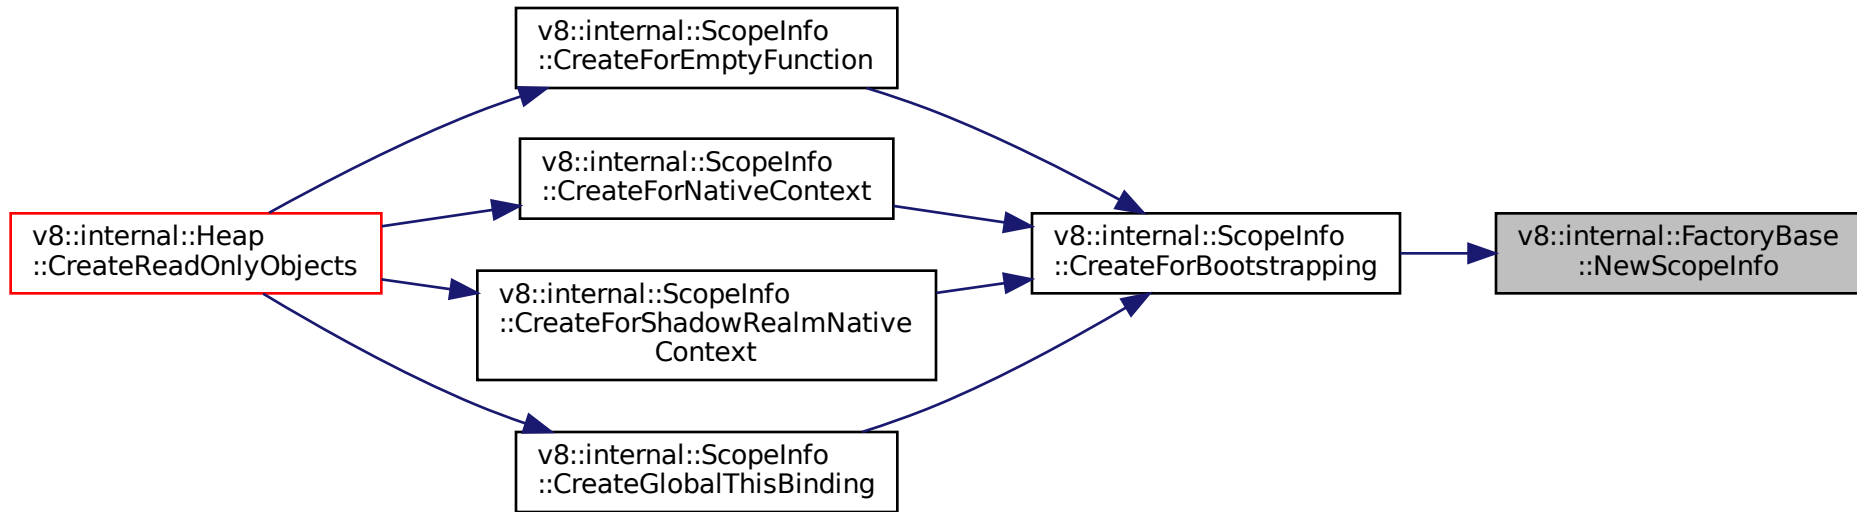 v8::internal::Heap
::CreateReadOnlyObjects
v8::internal::ScopeInfo
::CreateForEmptyFunction
v8::internal::ScopeInfo
::CreateForNativeContext
v8::internal::ScopeInfo
::CreateForShadowRealmNative
Context
v8::internal::ScopeInfo
::CreateGlobalThisBinding
v8::internal::ScopeInfo
::CreateForBootstrapping
v8::internal::FactoryBase
::NewScopeInfo